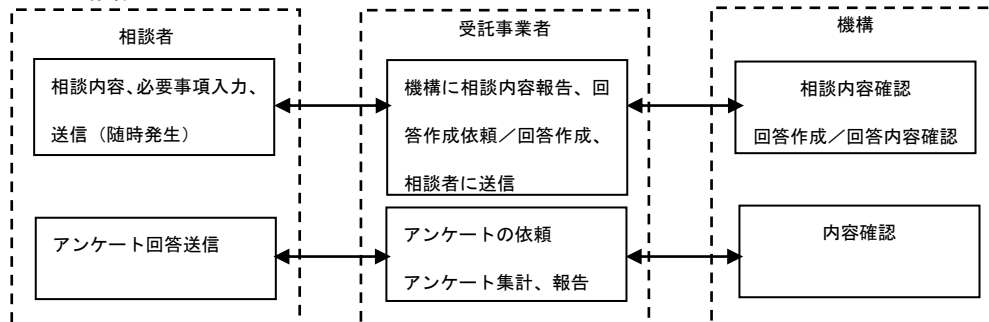 相談者
相談内容、必要事項入力、
送信（随時発生）
アンケート回答送信
受託事業者
機構に相談内容報告、回
答作成依頼／回答作成、
相談者に送信
アンケートの依頼
アンケート集計、報告
機構
相談内容確認
回答作成／回答内容確認
内容確認